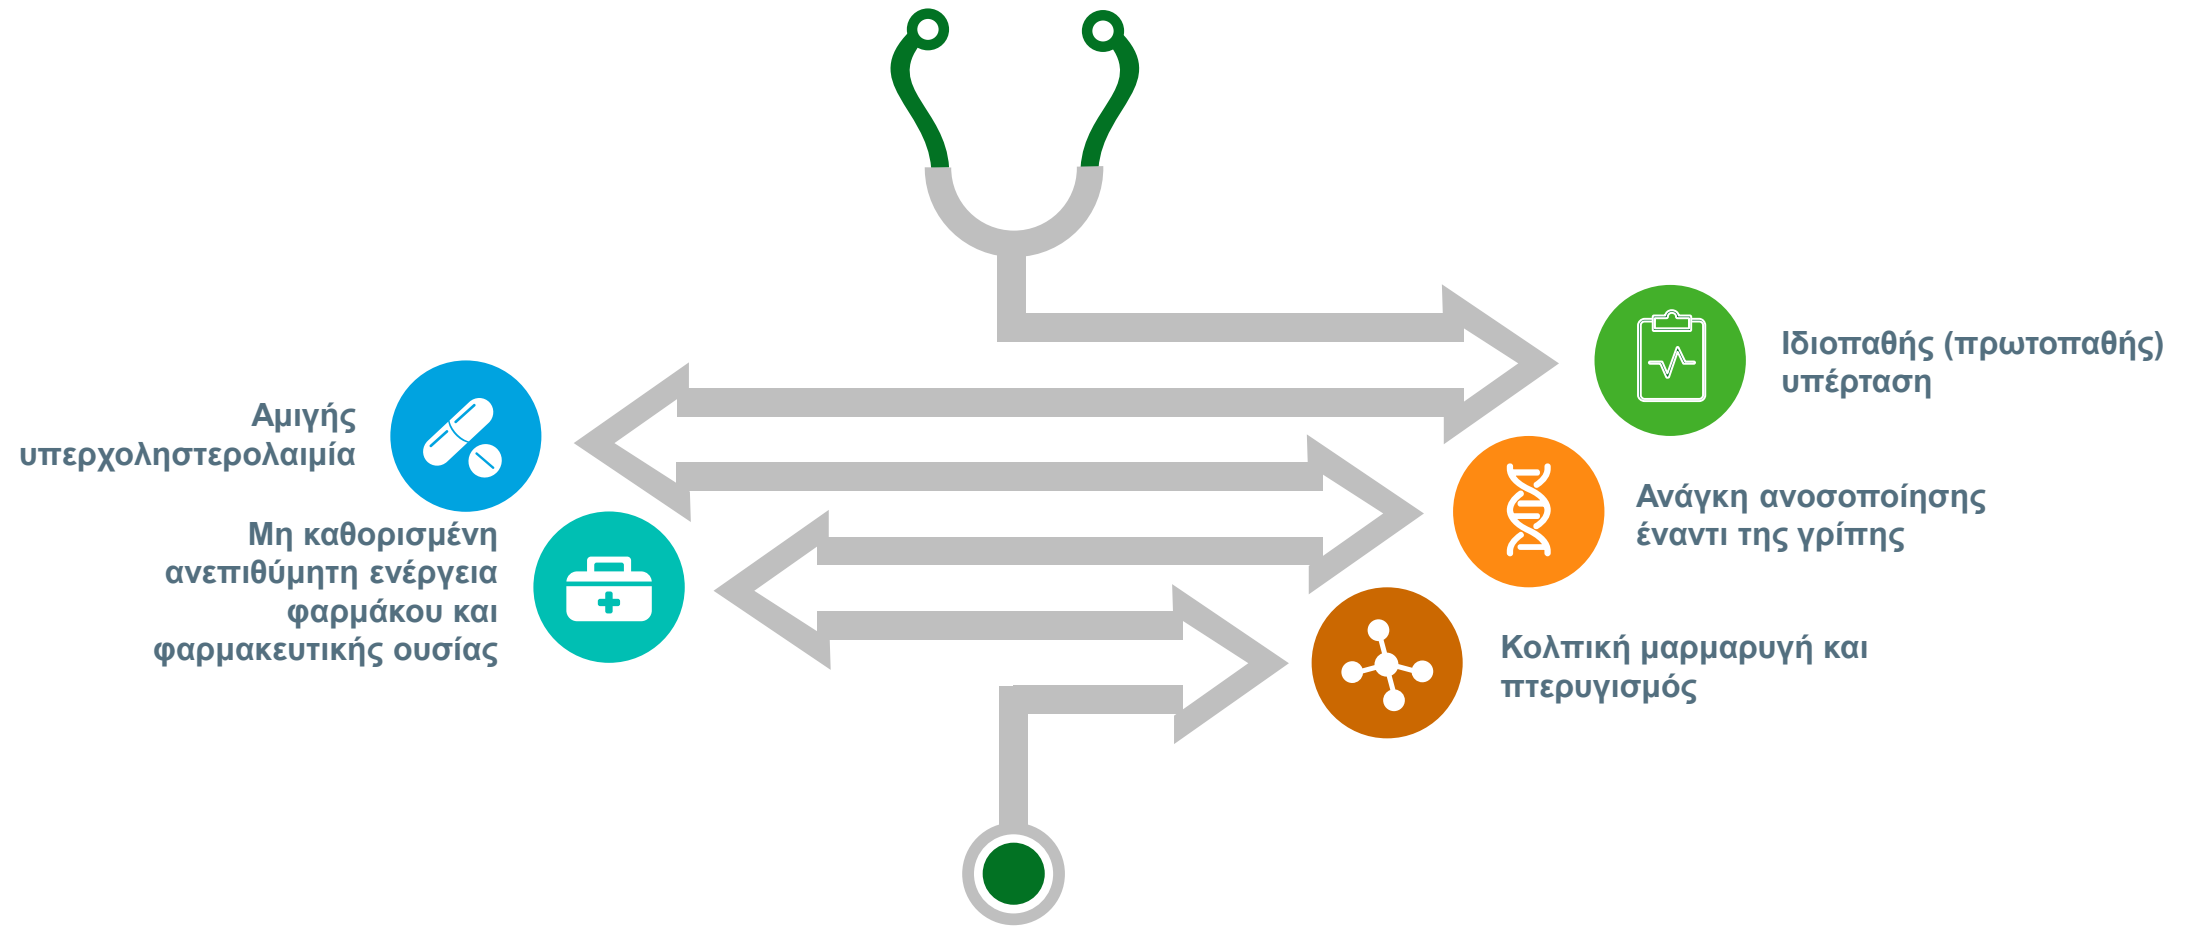 Ιδιοπαθής (πρωτοπαθής)
υπέρταση
Αμιγής
υπερχοληστερολαιμία
Ανάγκη ανοσοποίησης
έναντι της γρίπης
Μη καθορισμένη
ανεπιθύμητη ενέργεια
φαρμάκου και
φαρμακευτικής ουσίας
Κολπική μαρμαρυγή και
πτερυγισμός